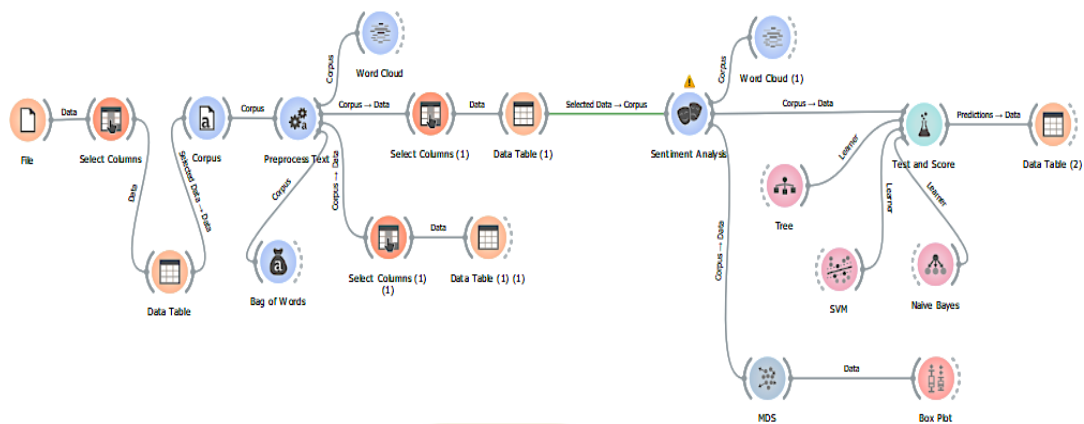 File
Data
Select Columns
Data
Data Table
Selected Data → Data
Corpus
Corpus
Preprocess Text
Corpus
Word Cloud
Corpus
Bag of Words
Corpus → Data
Select Columns (1)
Data
Data Table (1)
Corpus → Data
Select Columns (1)
(1)
Data
Data Table (1) (1)
Selected Data → Corpus
Sentiment Analysis
Corpus
Word Cloud (1)
Corpus → Data
Test and Score
Predictions → Data
Data Table (2)
Learner
Tree
Learner
SVM
Learner
Naive Bayes
Corpus → Data
MDS
Data
Box Plot